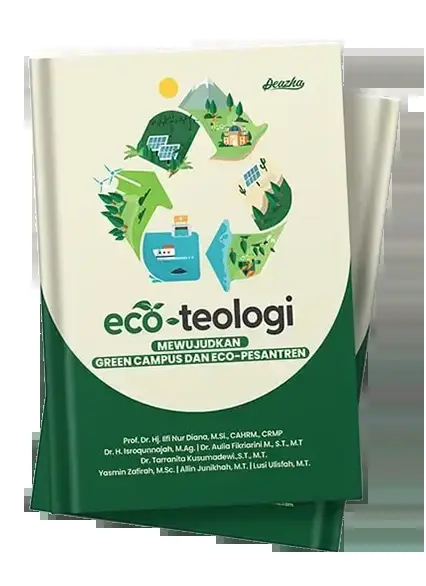 Deazha
eco-teologi
MEWUJUDKAN
GREEN CAMPUS DAN ECO-PESANTREN
Prof. Dr. Hj. Ilfi Nur Diana, M.Si., CAHRM., CRMP
Dr. H. Isroqunnajah, M.Ag. | Dr. Aulia Fikriarini M., S.T., M.T
Dr. Tarranita Kusumadewi.,S.T., M.T.
Yasmin Zafirah, M.Sc. | Allin Junikhah, M.T. | Lusi Ulisfah, M.T.